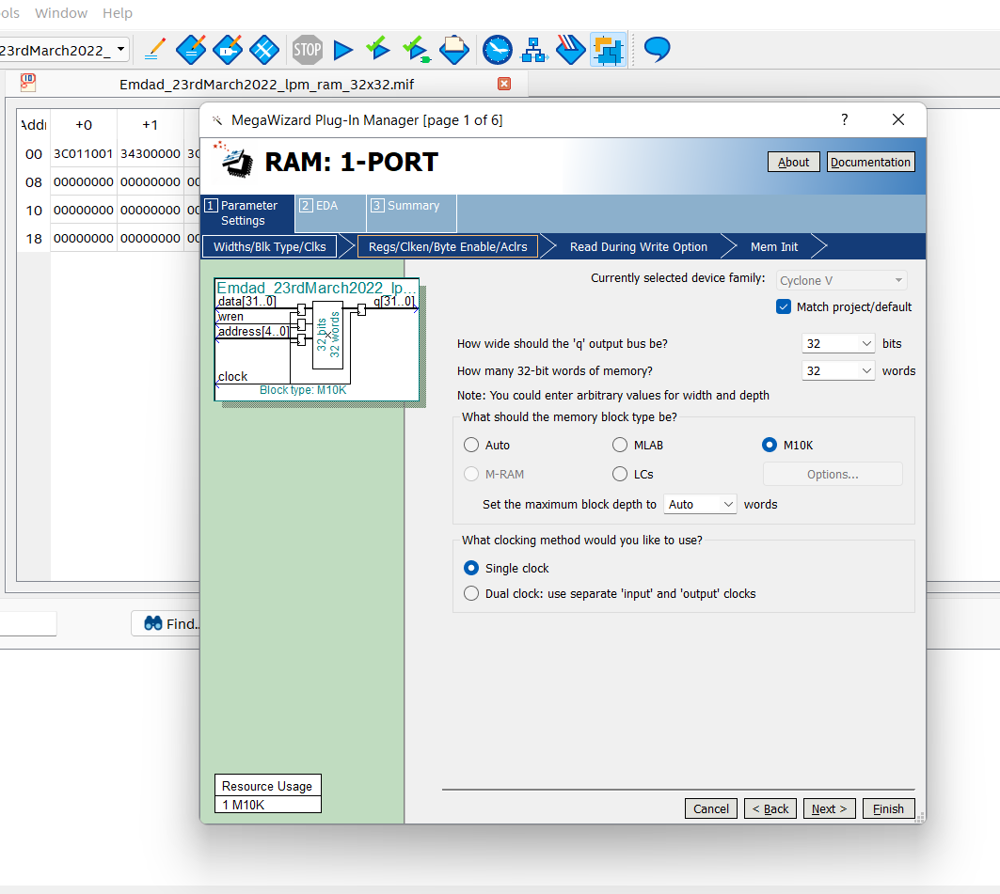 ols Window Help
23rdMarch2022_
STOP
Emdad_23rdMarch2022_lpm_ram_32x32.mif
Addr +0 +1
00 3C011001 34300000 3C
08 00000000 00000000 00
10 00000000 00000000 00
18 00000000 00000000 00
Find..
MegaWizard Plug-In Manager [page 1 of 6]
?
RAM: 1-PORT
About
Documentation
1 Parameter Settings
2 EDA
3 Summary
Widths/Blk Type/Clks
Regs/Clken/Byte Enable/Aclrs
Read During Write Option
Mem Init
Emdad_23rdMarch2022_lp...
data[31..0]
q[31..0]
wren
address[4..0]
32 bits
32 words
clock
Block type: M10K
Currently selected device family:
Cyclone V
Match project/default
How wide should the 'q' output bus be?
32
bits
How many 32-bit words of memory?
32
words
Note: You could enter arbitrary values for width and depth
What should the memory block type be?
Auto
MLAB
M10K
M-RAM
LCs
Options...
Set the maximum block depth to
Auto
words
What clocking method would you like to use?
Single clock
Dual clock: use separate 'input' and 'output' clocks
Resource Usage
1 M10K
Cancel
< Back
Next >
Finish